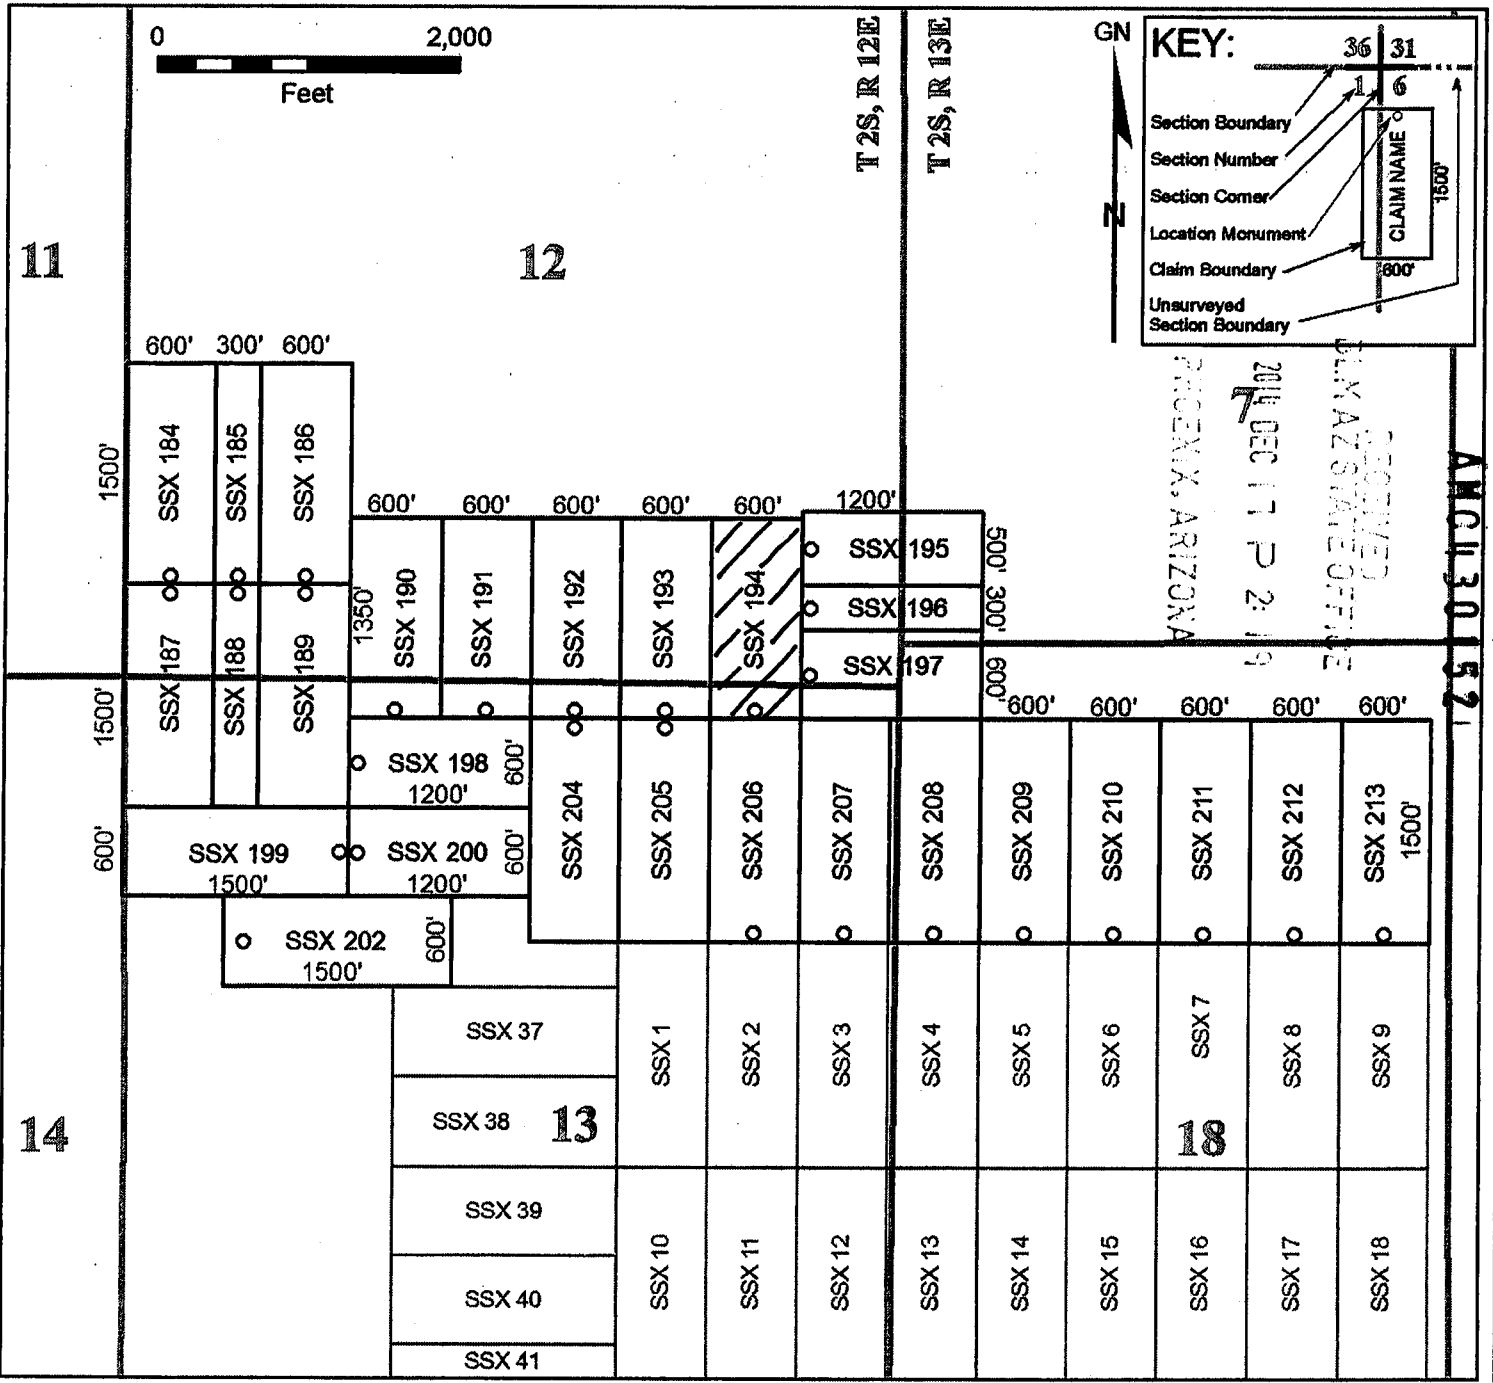 0 2,000
Feet
T 2S, R 12E
T 2S, R 13E
GN
N
KEY:
36 31
1 6
Section Boundary
Section Number
Section Corner
Location Monument
Claim Boundary
Unsurveyed
Section Boundary
CLAIM NAME
1500'
600'
11
12
7
RECEIVED
BLM AZ STATE OFFICE
2014 DEC 17 P 2:19
PHOENIX, ARIZONA
AMC430152
600' 300' 600'
1500'
SSX 184
SSX 185
SSX 186
600' 600' 600' 600' 600' 1200'
1350'
SSX 190
SSX 191
SSX 192
SSX 193
SSX 194
SSX 195
500'
SSX 196
300'
SSX 197
600'
SSX 187
SSX 188
SSX 189
1500'
600' 600' 600' 600' 600'
SSX 198
1200'
600'
SSX 199
1500'
600'
SSX 200
1200'
600'
SSX 202
1500'
600'
SSX 204
SSX 205
SSX 206
SSX 207
SSX 208
SSX 209
SSX 210
SSX 211
SSX 212
SSX 213
1500'
14
13
18
SSX 37
SSX 38
SSX 39
SSX 40
SSX 41
SSX 1
SSX 2
SSX 3
SSX 4
SSX 5
SSX 6
SSX 7
SSX 8
SSX 9
SSX 10
SSX 11
SSX 12
SSX 13
SSX 14
SSX 15
SSX 16
SSX 17
SSX 18